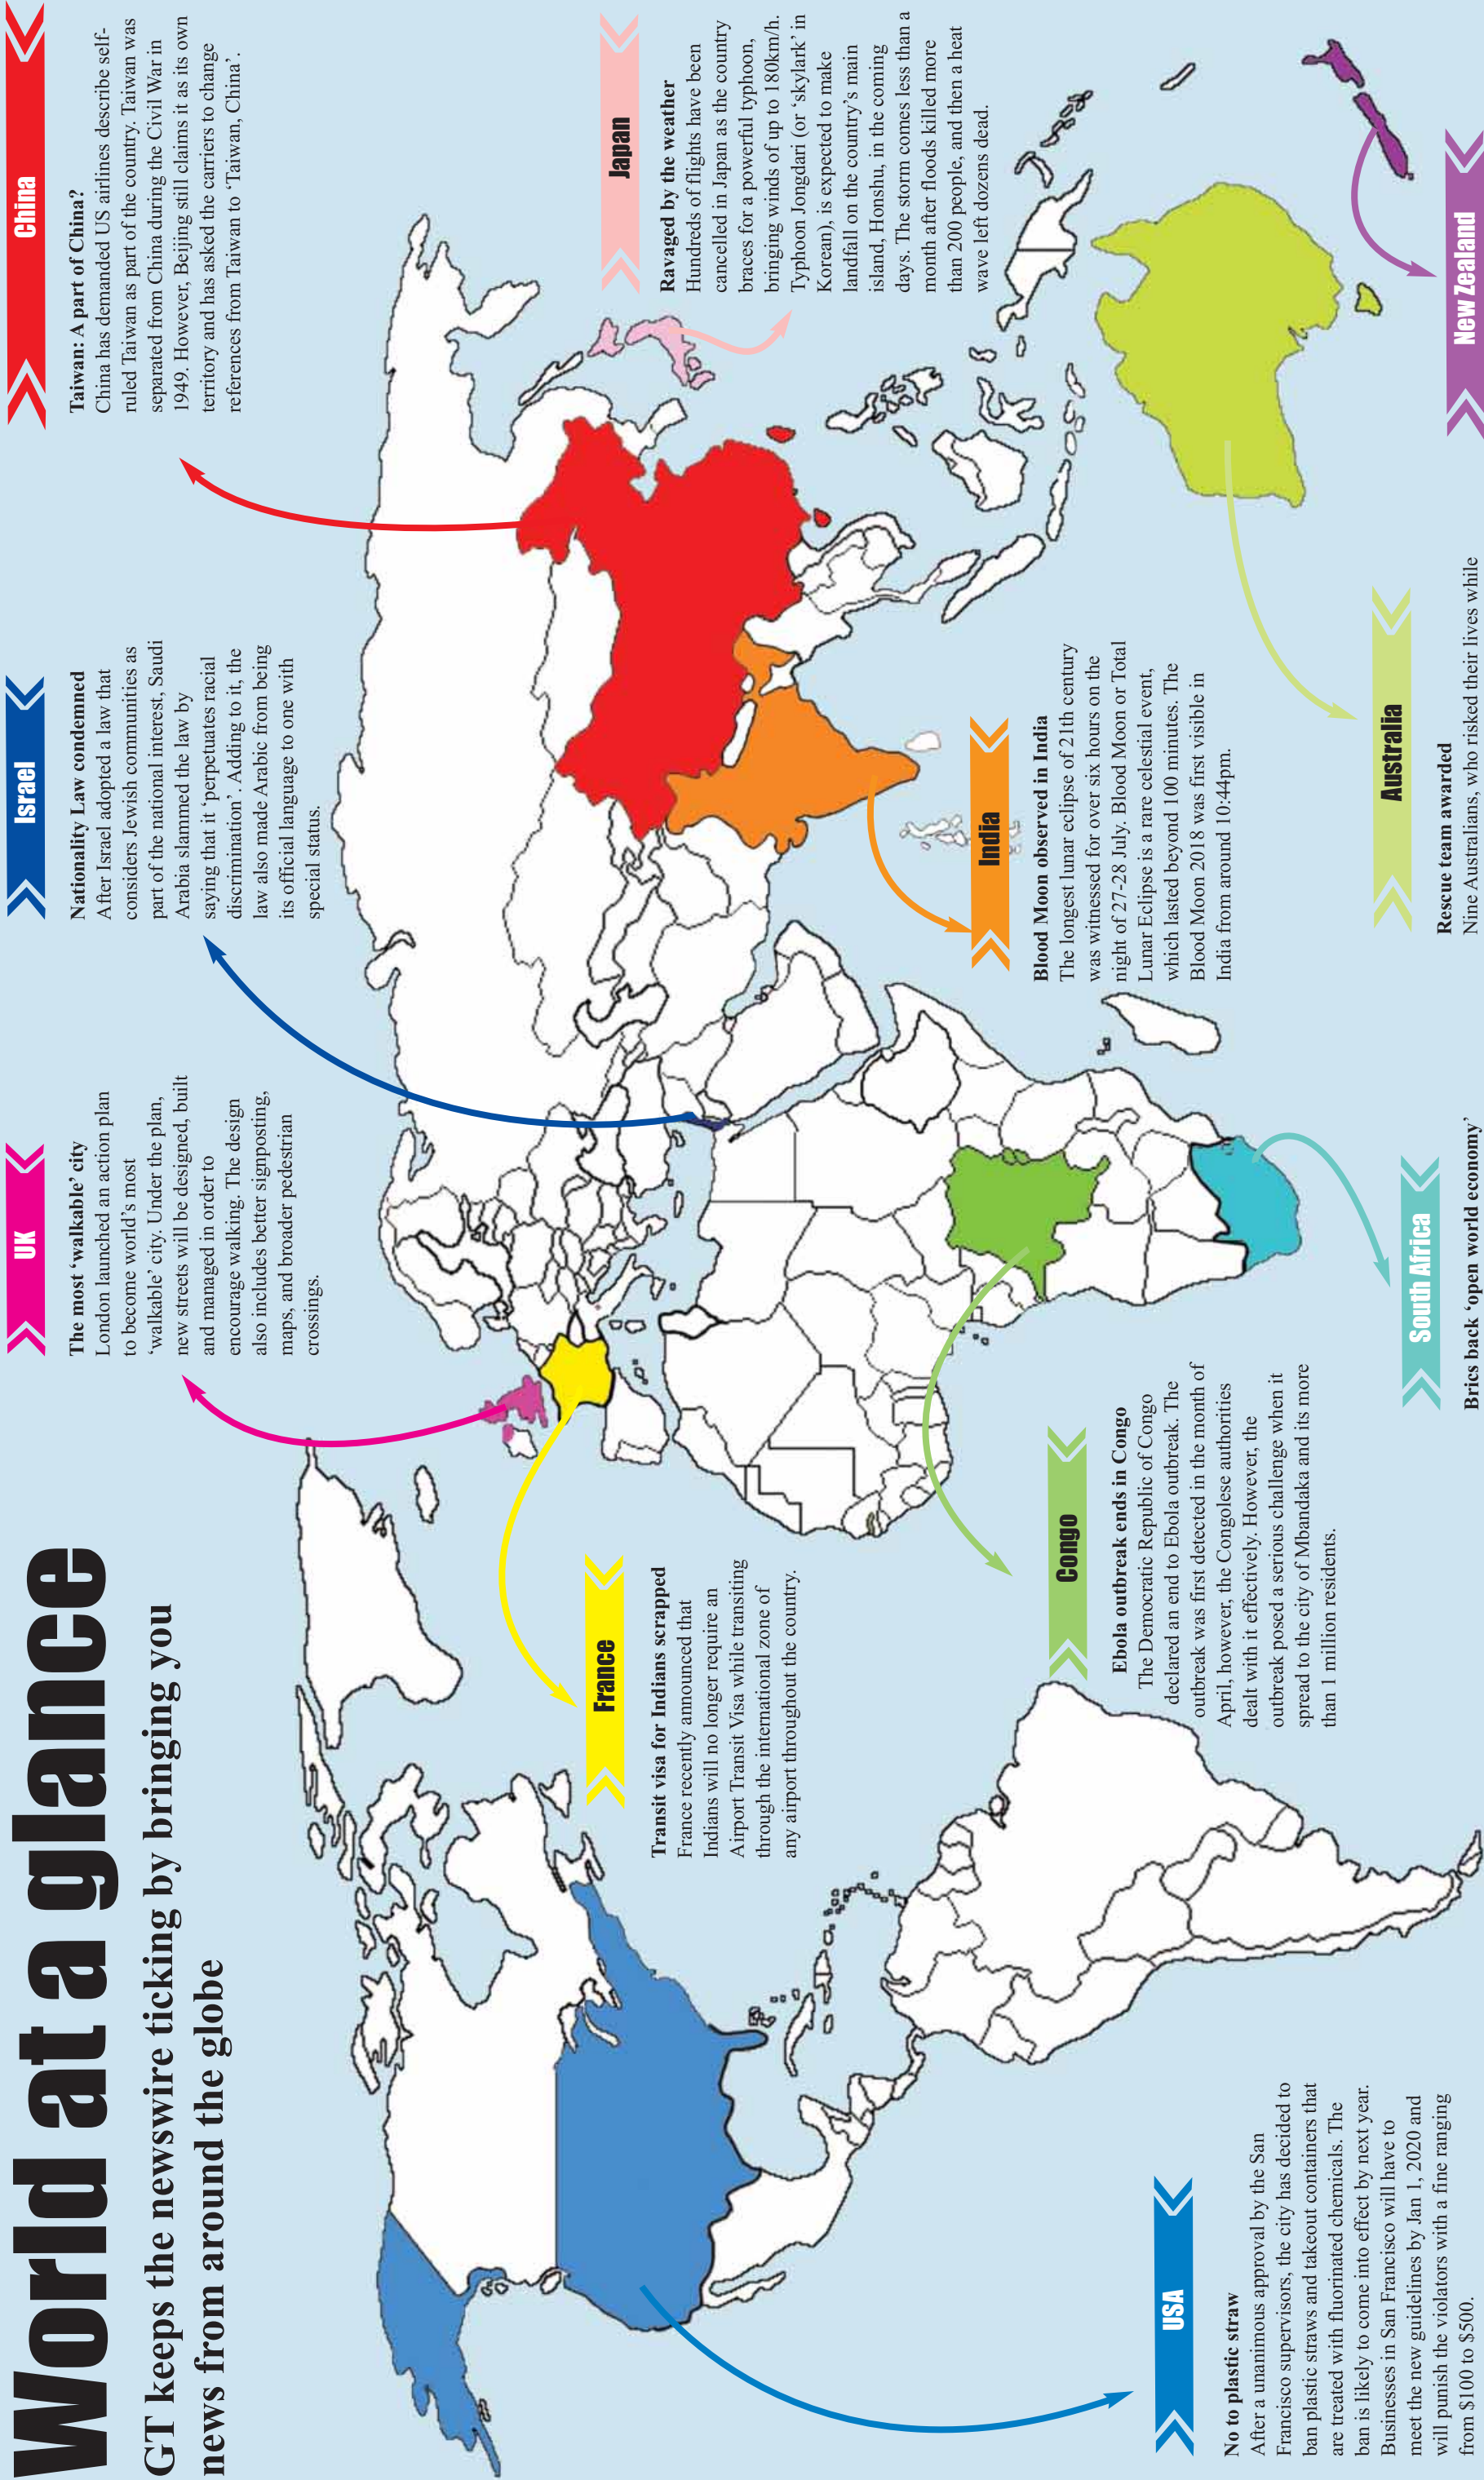 World at a glance
GT keeps the newswire ticking by bringing you
news from around the globe
UK
The most ‘walkable’ city
London launched an action plan
to become world's most
‘walkable’ city. Under the plan,
new streets will be designed, built
and managed in order to
encourage walking. The design
also includes better signposting,
maps, and broader pedestrian
crossings.
Israel
Nationality Law condemned
After Israel adopted a law that
considers Jewish communities as
part of the national interest, Saudi
Arabia slammed the law by
saying that it ‘perpetuates racial
discrimination’. Adding to it, the
law also made Arabic from being
its official language to one with
special status.
China
Taiwan: A part of China?
China has demanded US airlines describe self-
ruled Taiwan as part of the country. Taiwan was
separated from China during the Civil War in
1949. However, Beijing still claims it as its own
territory and has asked the carriers to change
references from Taiwan to ‘Taiwan, China’.
France
Transit visa for Indians scrapped
France recently announced that
Indians will no longer require an
Airport Transit Visa while transiting
through the international zone of
any airport throughout the country.
Japan
Ravaged by the weather
Hundreds of flights have been
cancelled in Japan as the country
braces for a powerful typhoon,
bringing winds of up to 180km/h.
Typhoon Jongdari (or ‘skylark’ in
Korean), is expected to make
landfall on the country's main
island, Honshu, in the coming
days. The storm comes less than a
month after floods killed more
than 200 people, and then a heat
wave left dozens dead.
India
Blood Moon observed in India
The longest lunar eclipse of 21th century
was witnessed for over six hours on the
night of 27-28 July. Blood Moon or Total
Lunar Eclipse is a rare celestial event,
which lasted beyond 100 minutes. The
Blood Moon 2018 was first visible in
India from around 10:44pm.
Congo
Ebola outbreak ends in Congo
The Democratic Republic of Congo
declared an end to Ebola outbreak. The
outbreak was first detected in the month of
April, however, the Congolese authorities
dealt with it effectively. However, the
outbreak posed a serious challenge when it
spread to the city of Mbandaka and its more
than 1 million residents.
USA
No to plastic straw
After a unanimous approval by the San
Francisco supervisors, the city has decided to
ban plastic straws and takeout containers that
are treated with fluorinated chemicals. The
ban is likely to come into effect by next year.
Businesses in San Francisco will have to
meet the new guidelines by Jan 1, 2020 and
will punish the violators with a fine ranging
from $100 to $500.
South Africa
Brics back ‘open world economy’
Australia
Rescue team awarded
Nine Australians, who risked their lives while
New Zealand